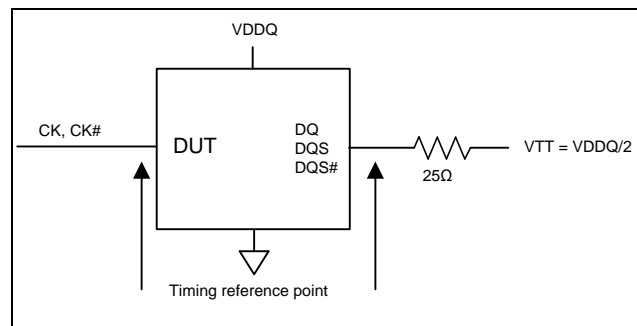 VDDQ
CK, CK#
DUT
DQ
DQS
DQS#
VTT = VDDQ/2
25Ω
Timing reference point